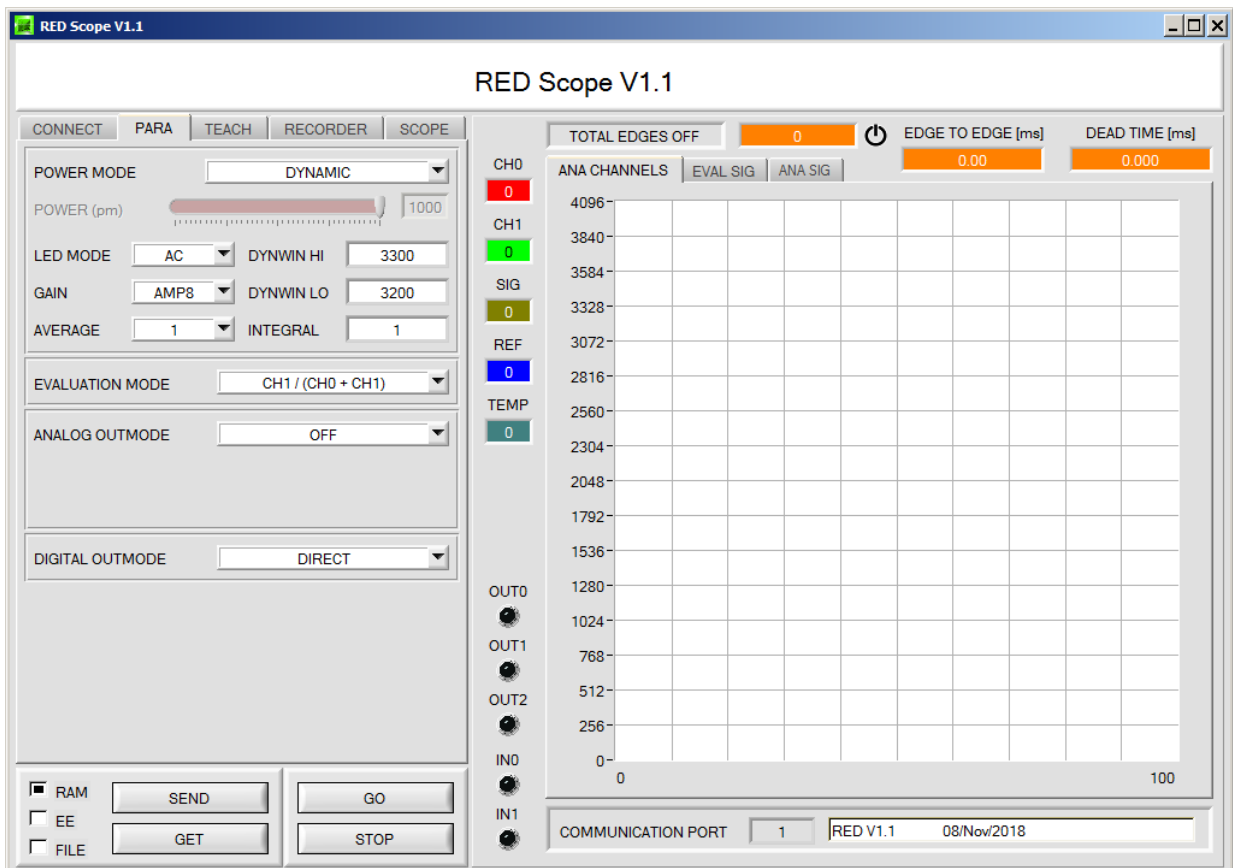 RED Scope V1.1
RED Scope V1.1
CONNECT PARA TEACH RECORDER SCOPE
POWER MODE DYNAMIC
POWER (pm) 1000
LED MODE AC DYNWIN HI 3300
GAIN AMP8 DYNWIN LO 3200
AVERAGE 1 INTEGRAL 1
EVALUATION MODE CH1 / (CH0 + CH1)
ANALOG OUTMODE OFF
DIGITAL OUTMODE DIRECT
RAM
EE
FILE
SEND
GET
GO
STOP
CH0
0
CH1
0
SIG
0
REF
0
TEMP
0
OUT0
OUT1
OUT2
IN0
IN1
TOTAL EDGES OFF 0
EDGE TO EDGE [ms]
0.00
DEAD TIME [ms]
0.000
ANA CHANNELS EVAL SIG ANA SIG
4096
3840
3584
3328
3072
2816
2560
2304
2048
1792
1536
1280
1024
768
512
256
0
0 100
COMMUNICATION PORT 1 RED V1.1 08/Nov/2018